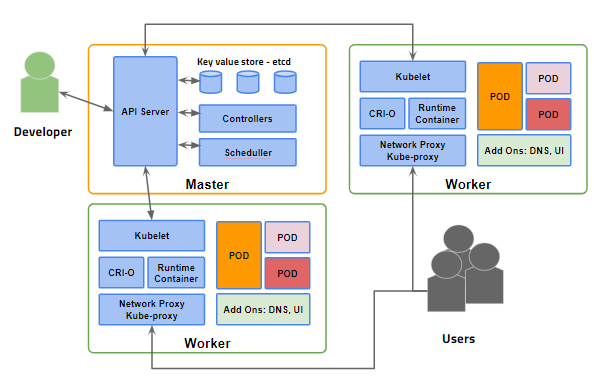 Developer
API Server
Key value store - etcd
Controllers
Scheduller
Master
Kubelet
CRI-O
Runtime
Container
Network Proxy
Kube-proxy
POD
POD
POD
Add Ons: DNS, UI
Worker
Kubelet
CRI-O
Runtime
Container
Network Proxy
Kube-proxy
POD
POD
POD
Add Ons: DNS, UI
Worker
Users